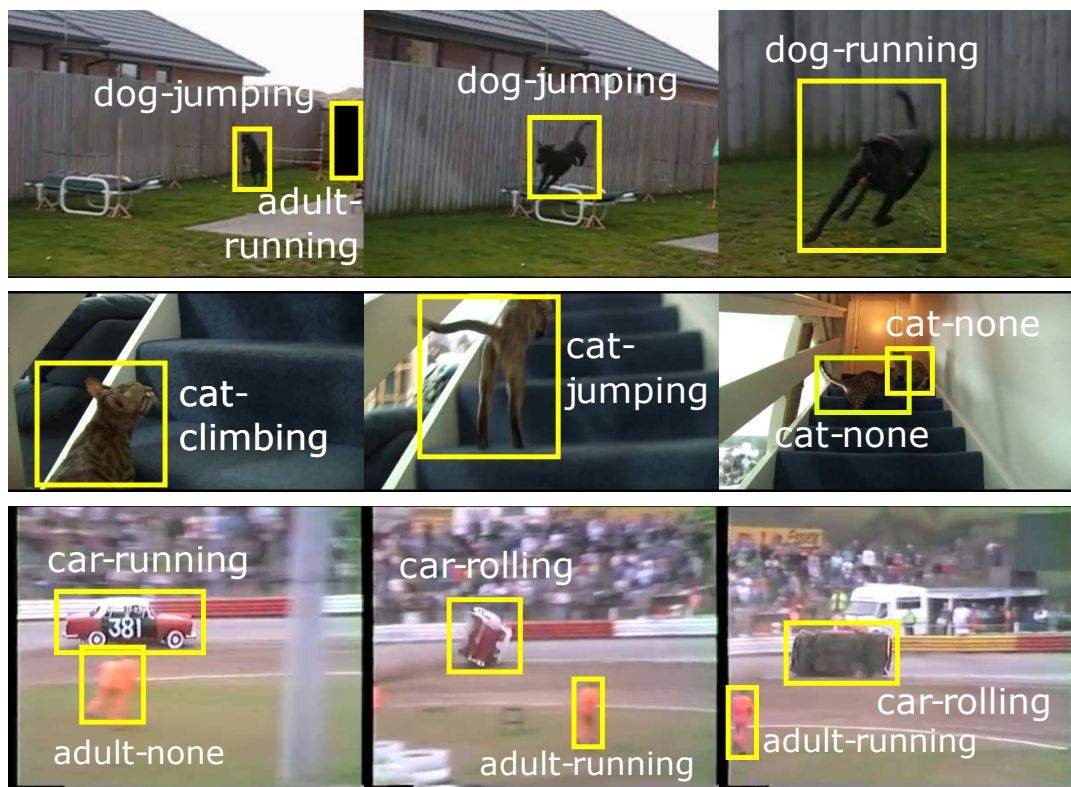 dog-jumping
adult-
running
dog-jumping
dog-running
cat-
climbing
cat-
jumping
cat-none
cat-none
car-running
381
adult-none
car-rolling
adult-running
car-rolling
adult-running